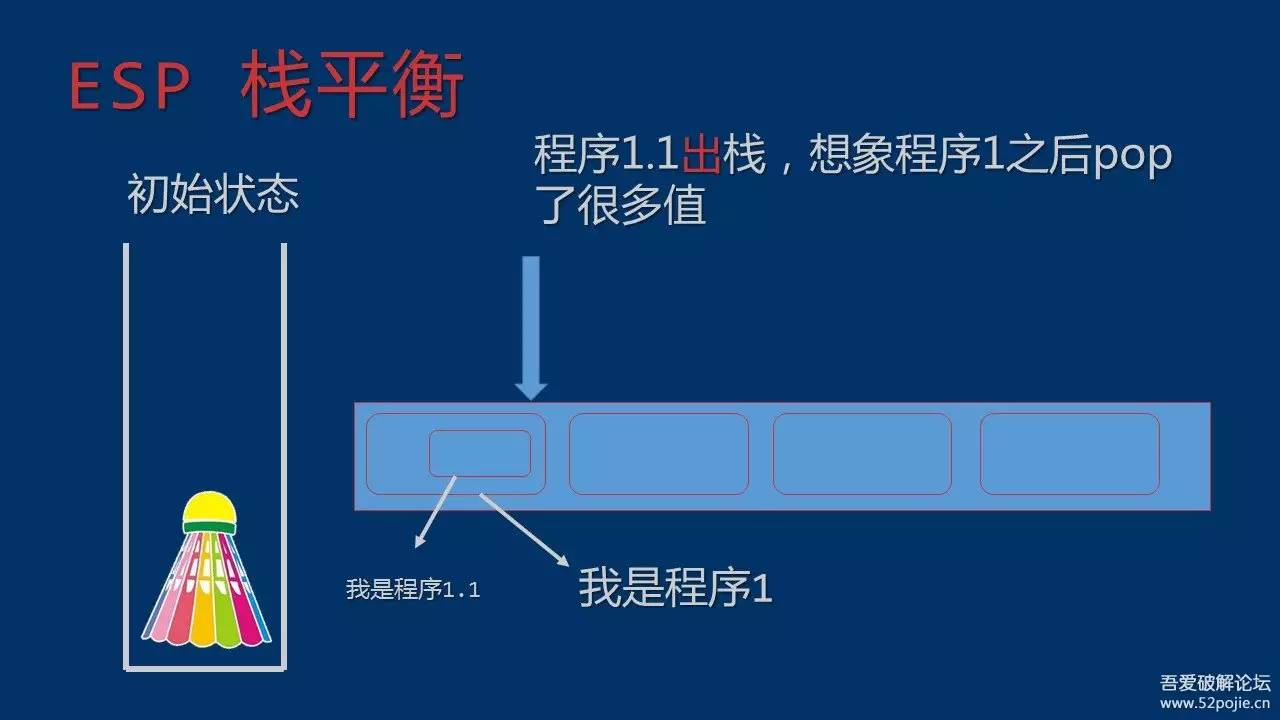 ESP 栈平衡
程序1.1出栈，想象程序1之后pop
了很多值
初始状态
我是程序1.1
我是程序1
吾爱破解论坛
www.52pojie.cn